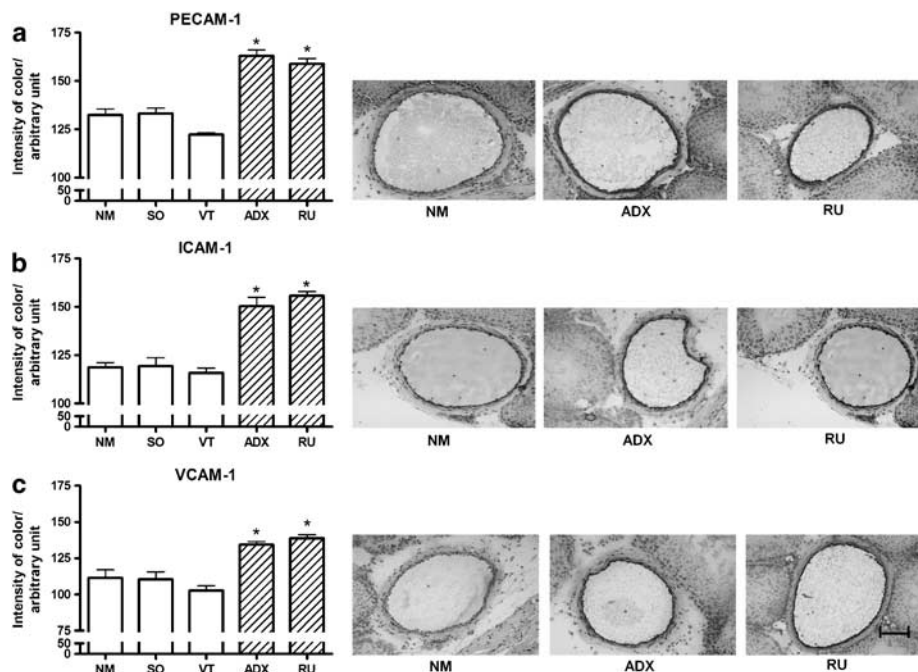 a
PECAM-1
Intensity of color/
arbitrary unit
175
150
125
100
50
0
NM SO VT ADX RU
* *
NM ADX RU
b
ICAM-1
Intensity of color/
arbitrary unit
175
150
125
100
50
0
NM SO VT ADX RU
* *
NM ADX RU
c
VCAM-1
Intensity of color/
arbitrary unit
175
150
125
100
75
50
0
NM SO VT ADX RU
* *
NM ADX RU